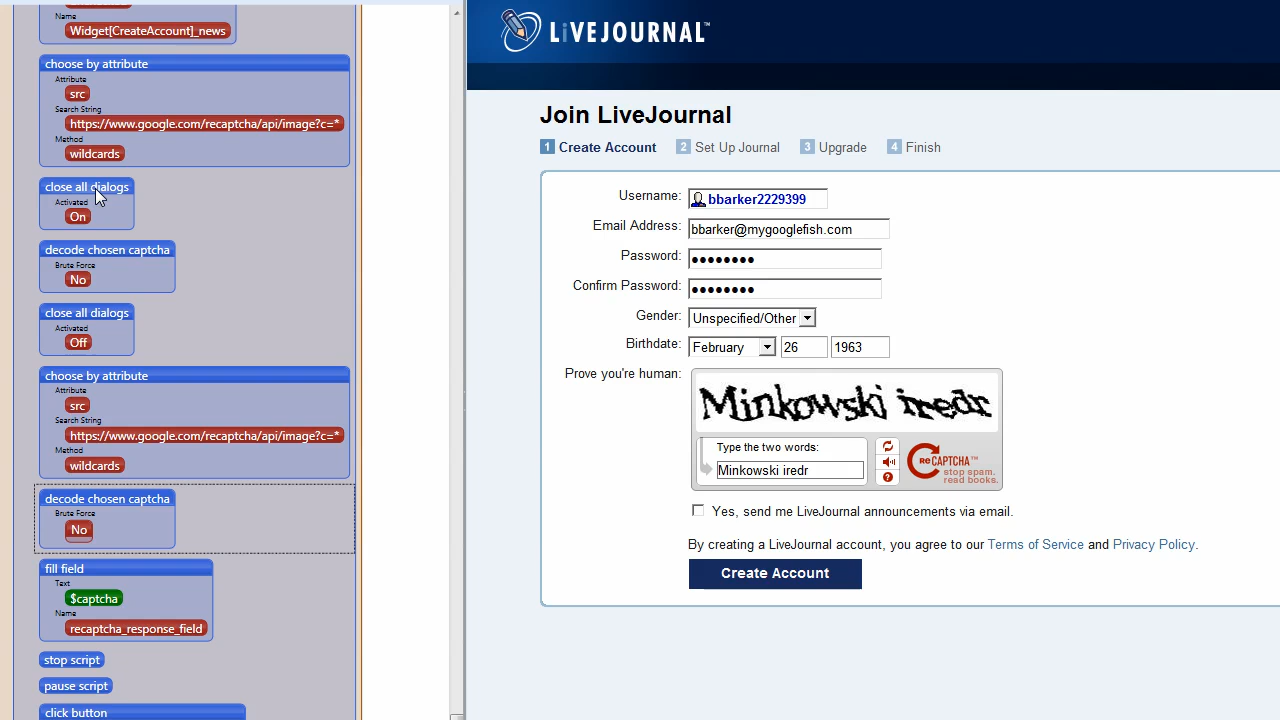 Name
Widget[CreateAccount]_news
choose by attribute
Attribute
src
Search String
https://www.google.com/recaptcha/api/image?c=*
Method
wildcards
close all dialogs
Activated
On
decode chosen captcha
Brute Force
No
close all dialogs
Activated
Off
choose by attribute
Attribute
src
Search String
https://www.google.com/recaptcha/api/image?c=*
Method
wildcards
decode chosen captcha
Brute Force
No
fill field
Text
$captcha
Name
recaptcha_response_field
stop script
pause script
click button
LiVEJOURNAL™
Join LiveJournal
1 Create Account 2 Set Up Journal 3 Upgrade 4 Finish
Username: bbarker2229399
Email Address: bbarker@mygooglefish.com
Password: ●●●●●●●●
Confirm Password: ●●●●●●●●
Gender: Unspecified/Other
Birthdate: February 26 1963
Prove you're human:
Minkowski iredr
Type the two words:
Minkowski iredr
reCAPTCHA™
stop spam.
read books.
Yes, send me LiveJournal announcements via email.
By creating a LiveJournal account, you agree to our Terms of Service and Privacy Policy.
Create Account